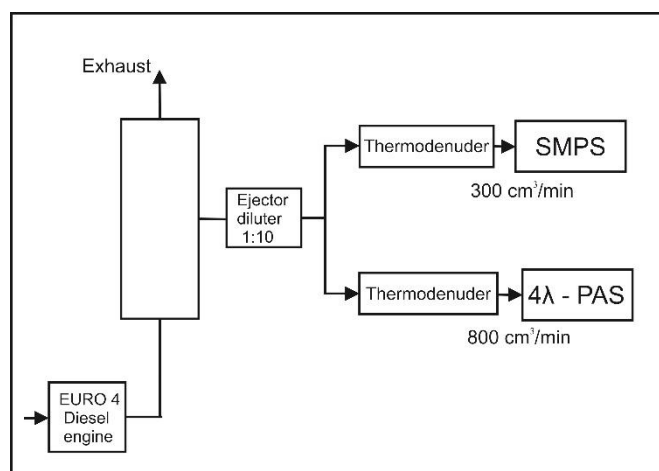 Exhaust
Thermodenuder
SMPS
300 cm³/min
Ejector
diluter
1:10
Thermodenuder
4λ - PAS
800 cm³/min
EURO 4
Diesel
engine